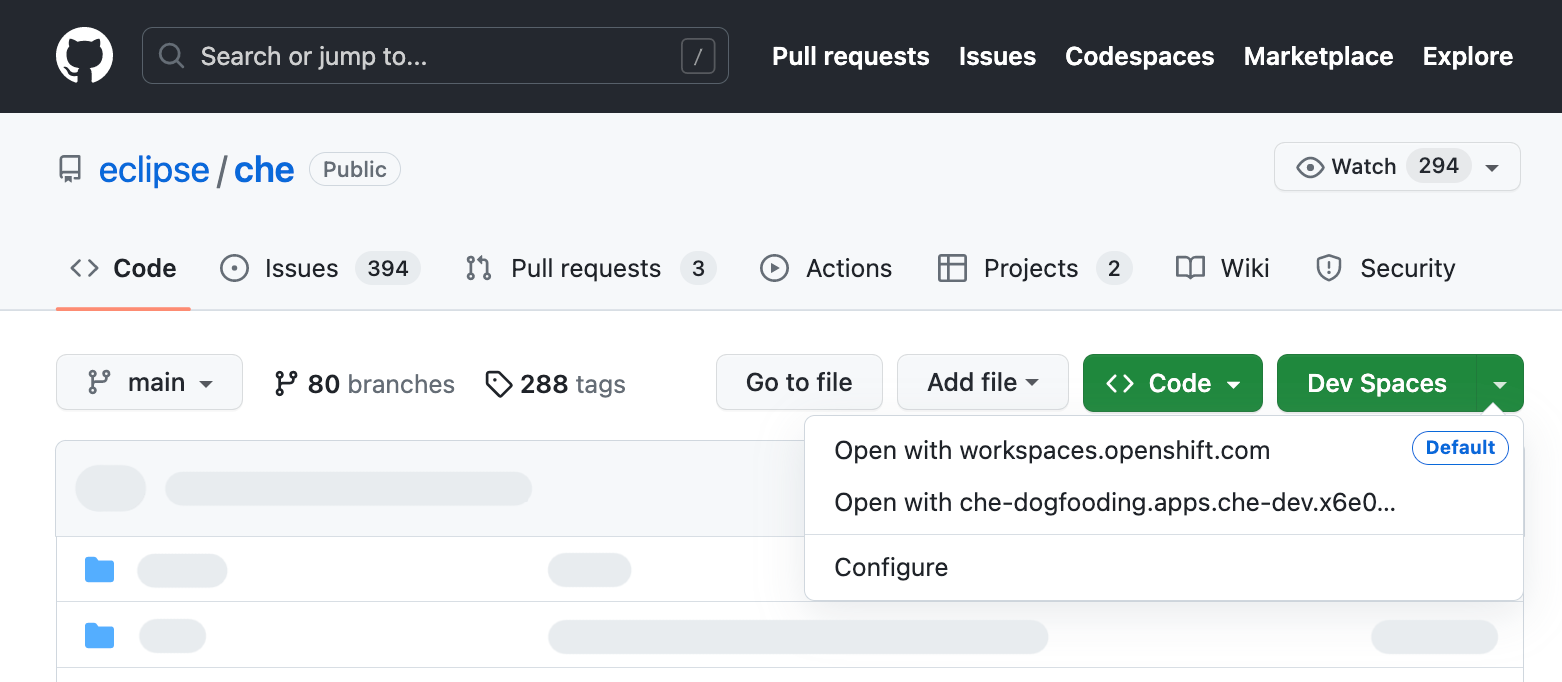 Search or jump to... / Pull requests Issues Codespaces Marketplace Explore
eclipse / che Public Watch 294
Code Issues 394 Pull requests 3 Actions Projects 2 Wiki Security
main 80 branches 288 tags Go to file Add file <> Code Dev Spaces
Open with workspaces.openshift.com Default
Open with che-dogfooding.apps.che-dev.x6e0...
Configure